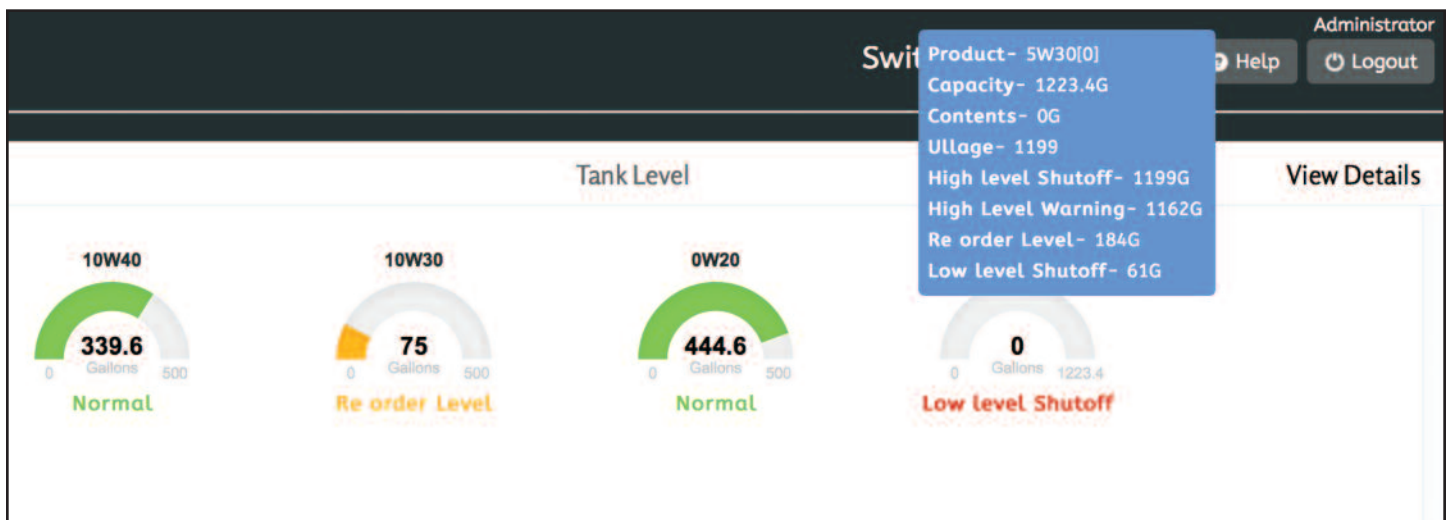 Administrator
Swit
Help
Logout
Product- 5W30[0]
Capacity- 1223.4G
Contents- 0G
Ullage- 1199
High level Shutoff- 1199G
High Level Warning- 1162G
Re order Level- 184G
Low level Shutoff- 61G
Tank Level
View Details
10W40
339.6
Gallons
0 500
Normal
10W30
75
Gallons
0 500
Re order Level
0W20
444.6
Gallons
0 500
Normal
0
Gallons
0 1223.4
Low level Shutoff